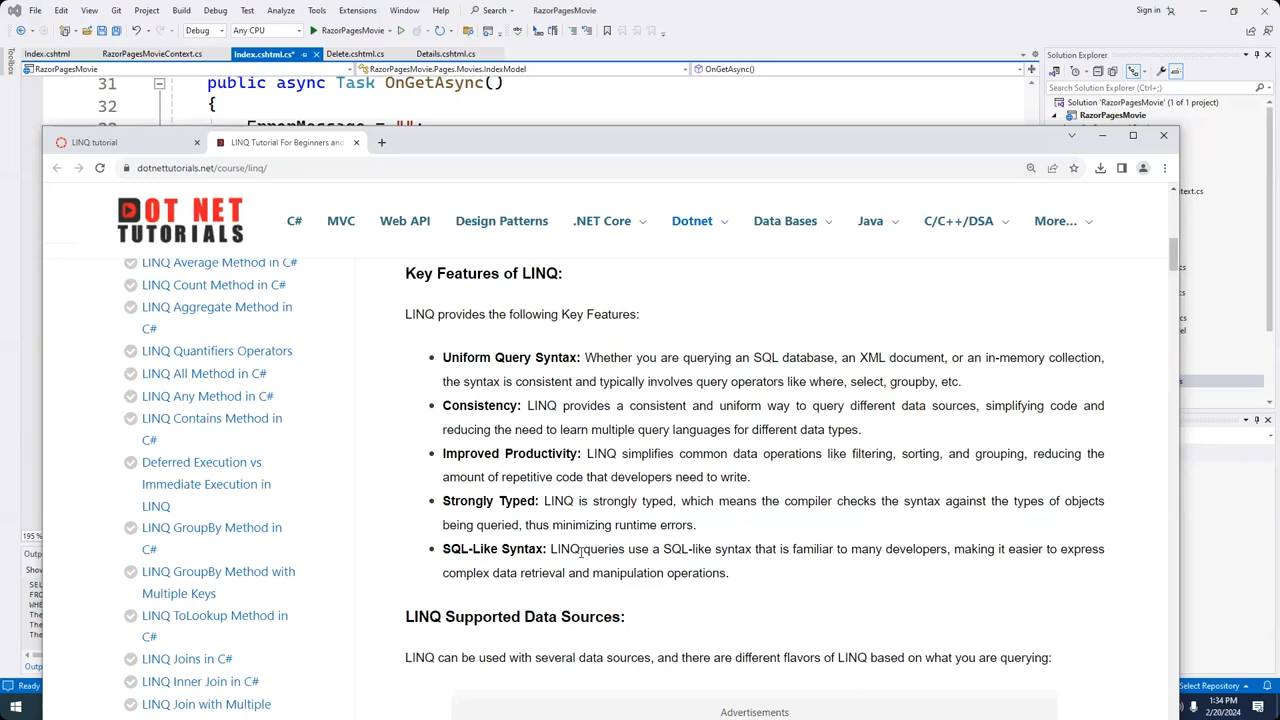 File Edit View Git Project Build Debug Test Analyze Tools Extensions Window Help Search RazorPagesMovie Sign in
Debug Any CPU RazorPagesMovie
Index.cshtml RazorPagesMovieContext.cs Index.cshtml.cs* Delete.cshtml.cs Details.cshtml.cs
Solution Explorer
RazorPagesMovie RazorPagesMovie.Pages.Movies.IndexModel OnGetAsync()
31 public async Task OnGetAsync()
Search Solution Explorer (Ctrl+;)
32 {
Solution 'RazorPagesMovie' (1 of 1 project)
RazorPagesMovie
ErrorMessage = "";
LINQ tutorial LINQ Tutorial For Beginners and
dotnettutorials.net/course/linq/
DOT NET
TUTORIALS
C# MVC Web API Design Patterns .NET Core Dotnet Data Bases Java C/C++/DSA More...
LINQ Average Method in C#
LINQ Count Method in C#
LINQ Aggregate Method in
C#
LINQ Quantifiers Operators
LINQ All Method in C#
LINQ Any Method in C#
LINQ Contains Method in
C#
Deferred Execution vs
Immediate Execution in
LINQ
LINQ GroupBy Method in
C#
LINQ GroupBy Method with
Multiple Keys
LINQ ToLookup Method in
C#
LINQ Joins in C#
LINQ Inner Join in C#
LINQ Join with Multiple
Key Features of LINQ:
LINQ provides the following Key Features:
• Uniform Query Syntax: Whether you are querying an SQL database, an XML document, or an in-memory collection,
the syntax is consistent and typically involves query operators like where, select, groupby, etc.
• Consistency: LINQ provides a consistent and uniform way to query different data sources, simplifying code and
reducing the need to learn multiple query languages for different data types.
• Improved Productivity: LINQ simplifies common data operations like filtering, sorting, and grouping, reducing the
amount of repetitive code that developers need to write.
• Strongly Typed: LINQ is strongly typed, which means the compiler checks the syntax against the types of objects
being queried, thus minimizing runtime errors.
• SQL-Like Syntax: LINQ queries use a SQL-like syntax that is familiar to many developers, making it easier to express
complex data retrieval and manipulation operations.
LINQ Supported Data Sources:
LINQ can be used with several data sources, and there are different flavors of LINQ based on what you are querying:
Advertisements
195 %
Outp
Show
SEL
FRO
WHE
The
The
The
Outp
Ready
Select Repository
1:34 PM
2/20/2024